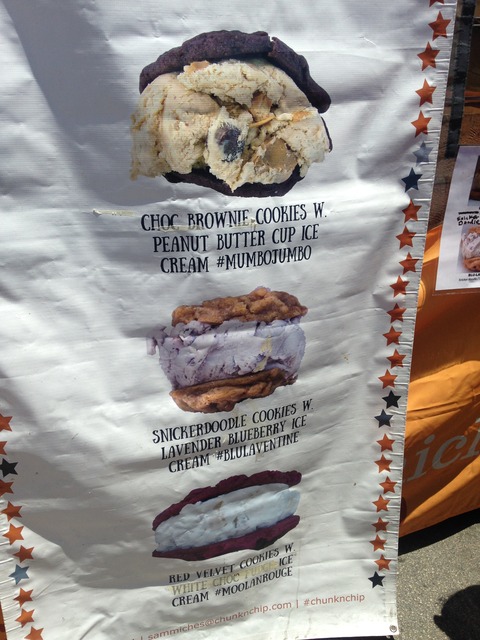 CHOC BROWNIE COOKIES W.
PEANUT BUTTER CUP ICE
CREAM #MUMBOJUMBO
SNICKERDOODLE COOKIES W.
LAVENDER BLUEBERRY ICE
CREAM #BLULAVENTINE
RED VELVET COOKIES W.
WHITE CHOC ICE
CREAM #MOOLANROUGE
| sammiches@chunknchip.com | #chunknchip
ici